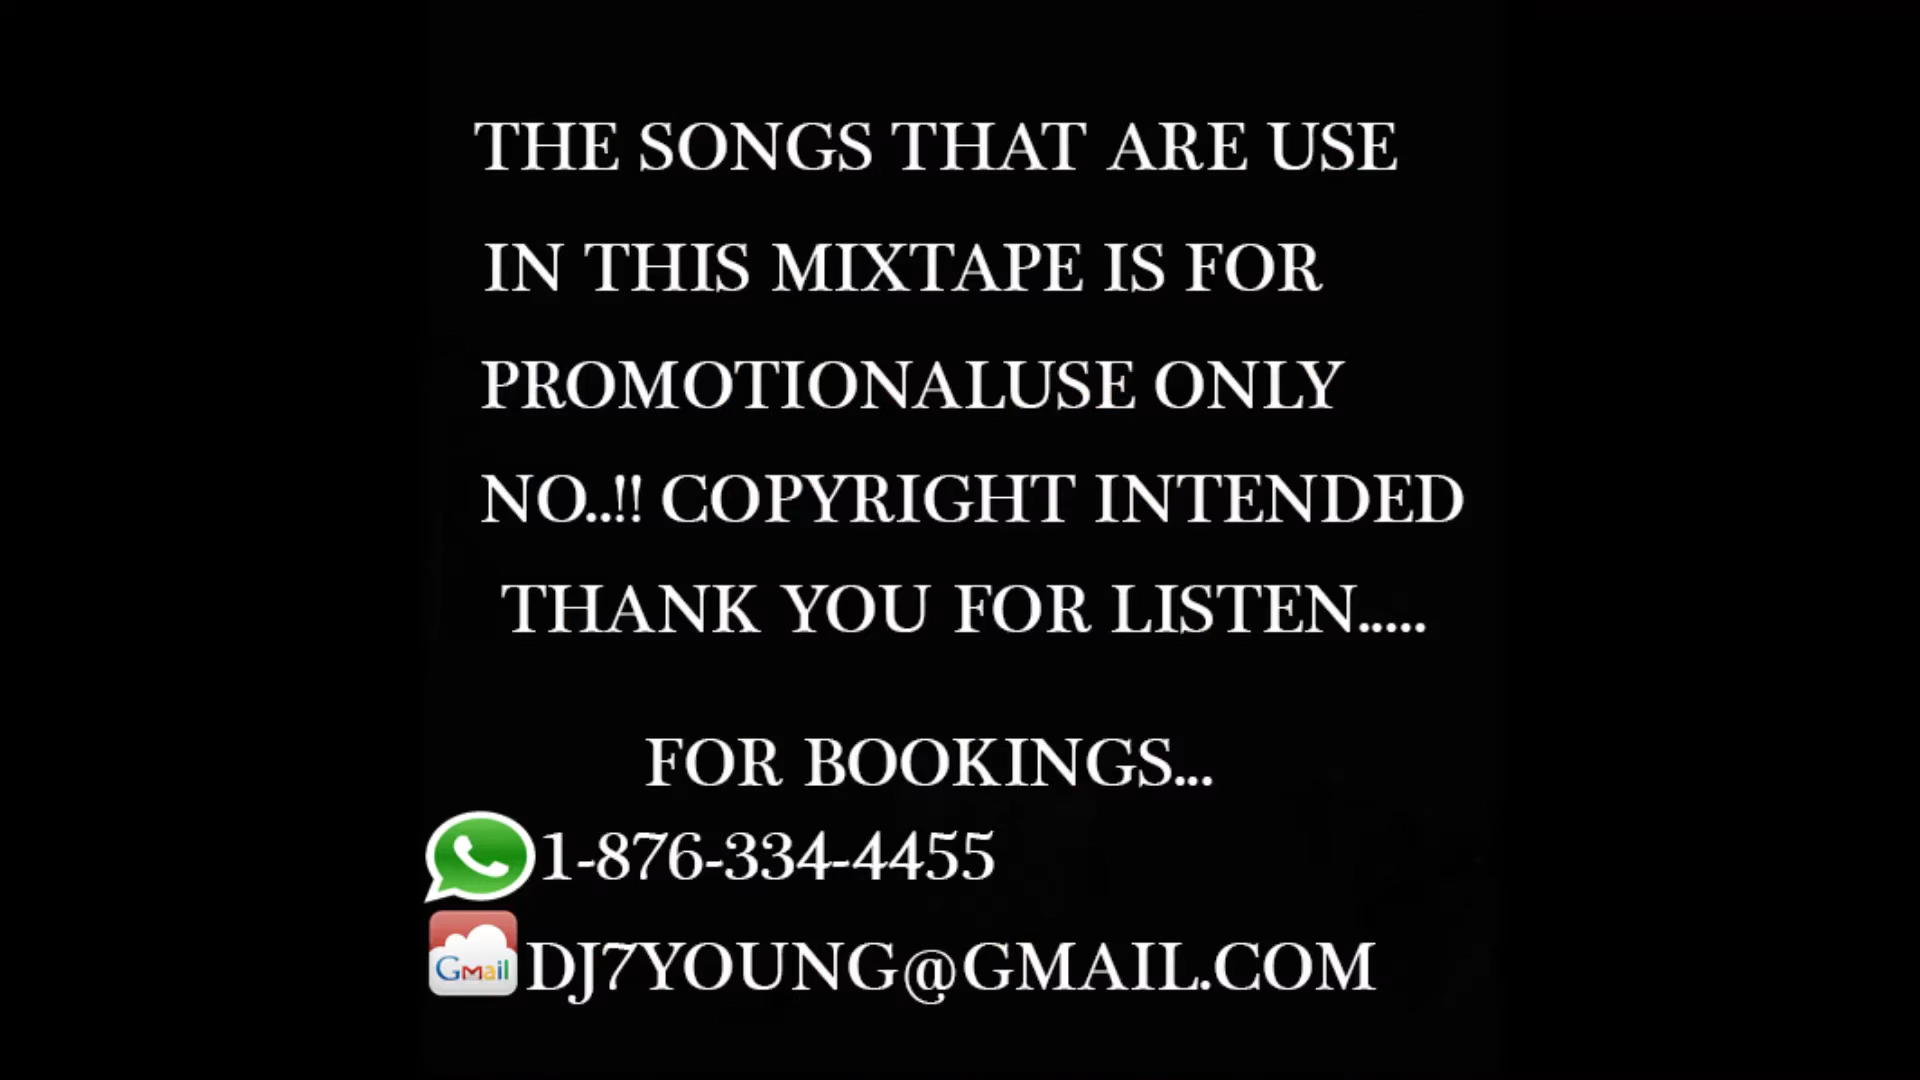 THE SONGS THAT ARE USE
IN THIS MIXTAPE IS FOR
PROMOTIONALUSE ONLY
NO..!! COPYRIGHT INTENDED
THANK YOU FOR LISTEN.....
FOR BOOKINGS...
1-876-334-4455
Gmail DJ7YOUNG@GMAIL.COM